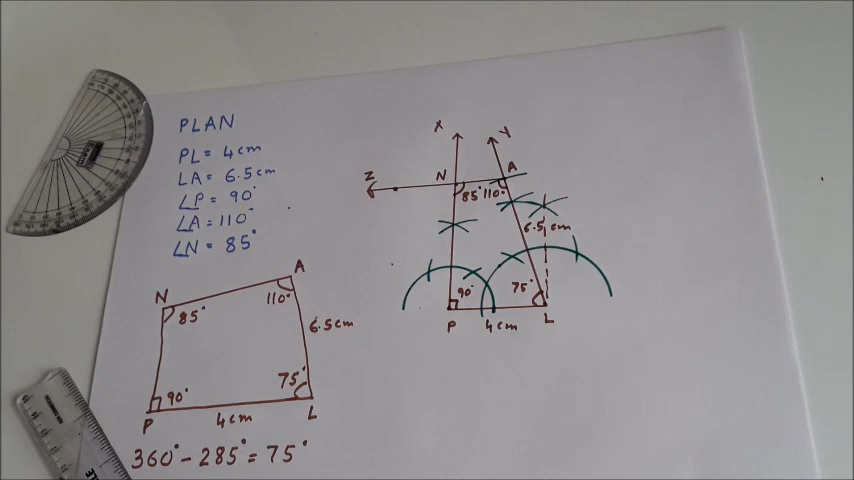 PLAN
PL = 4cm
LA = 6.5cm
∠P = 90°
∠A = 110°
∠N = 85°
N
A
85°
110°
6.5cm
90°
75°
P
4cm
L
360° - 285° = 75°
X
Y
Z
N
A
85°
110°
6.5cm
90°
75°
P
4cm
L